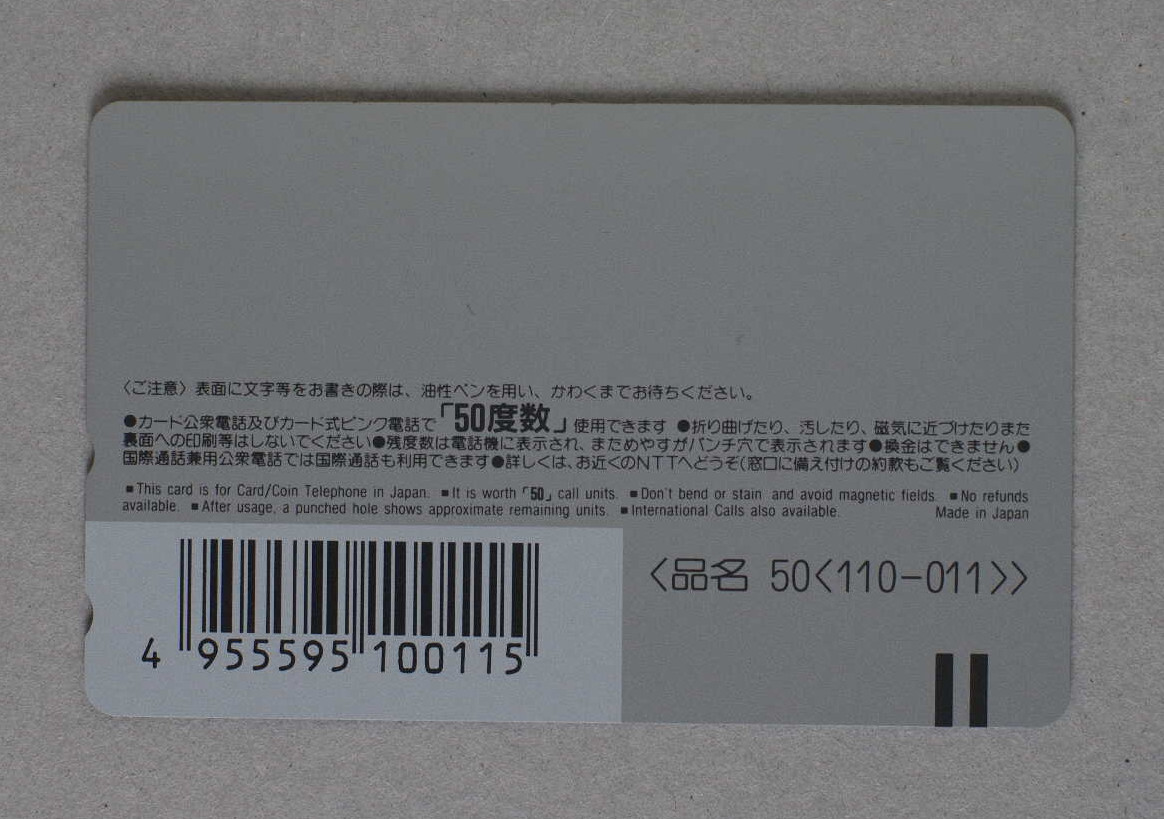 〈ご注意〉表面に文字等をお書きの際は、油性ペンを用い、かわくまでお待ちください。
●カード公衆電話及びカード式ピンク電話で「50度数」使用できます ●折り曲げたり、汚したり、磁気に近づけたりまた
裏面への印刷等はしないでください●残度数は電話機に表示され、まためやすがパンチ穴で表示されます●換金はできません●
国際通話兼用公衆電話では国際通話も利用できます●詳しくは、お近くのNTTへどうぞ(窓口に備え付けの約款もご覧ください)
■This card is for Card/Coin Telephone in Japan. ■It is worth「50」call units. ■Don't bend or stain and avoid magnetic fields. ■No refunds
available. ■After usage, a punched hole shows approximate remaining units. ■International Calls also available. Made in Japan
〈品名 50〈110-011〉〉
4 955595 100115